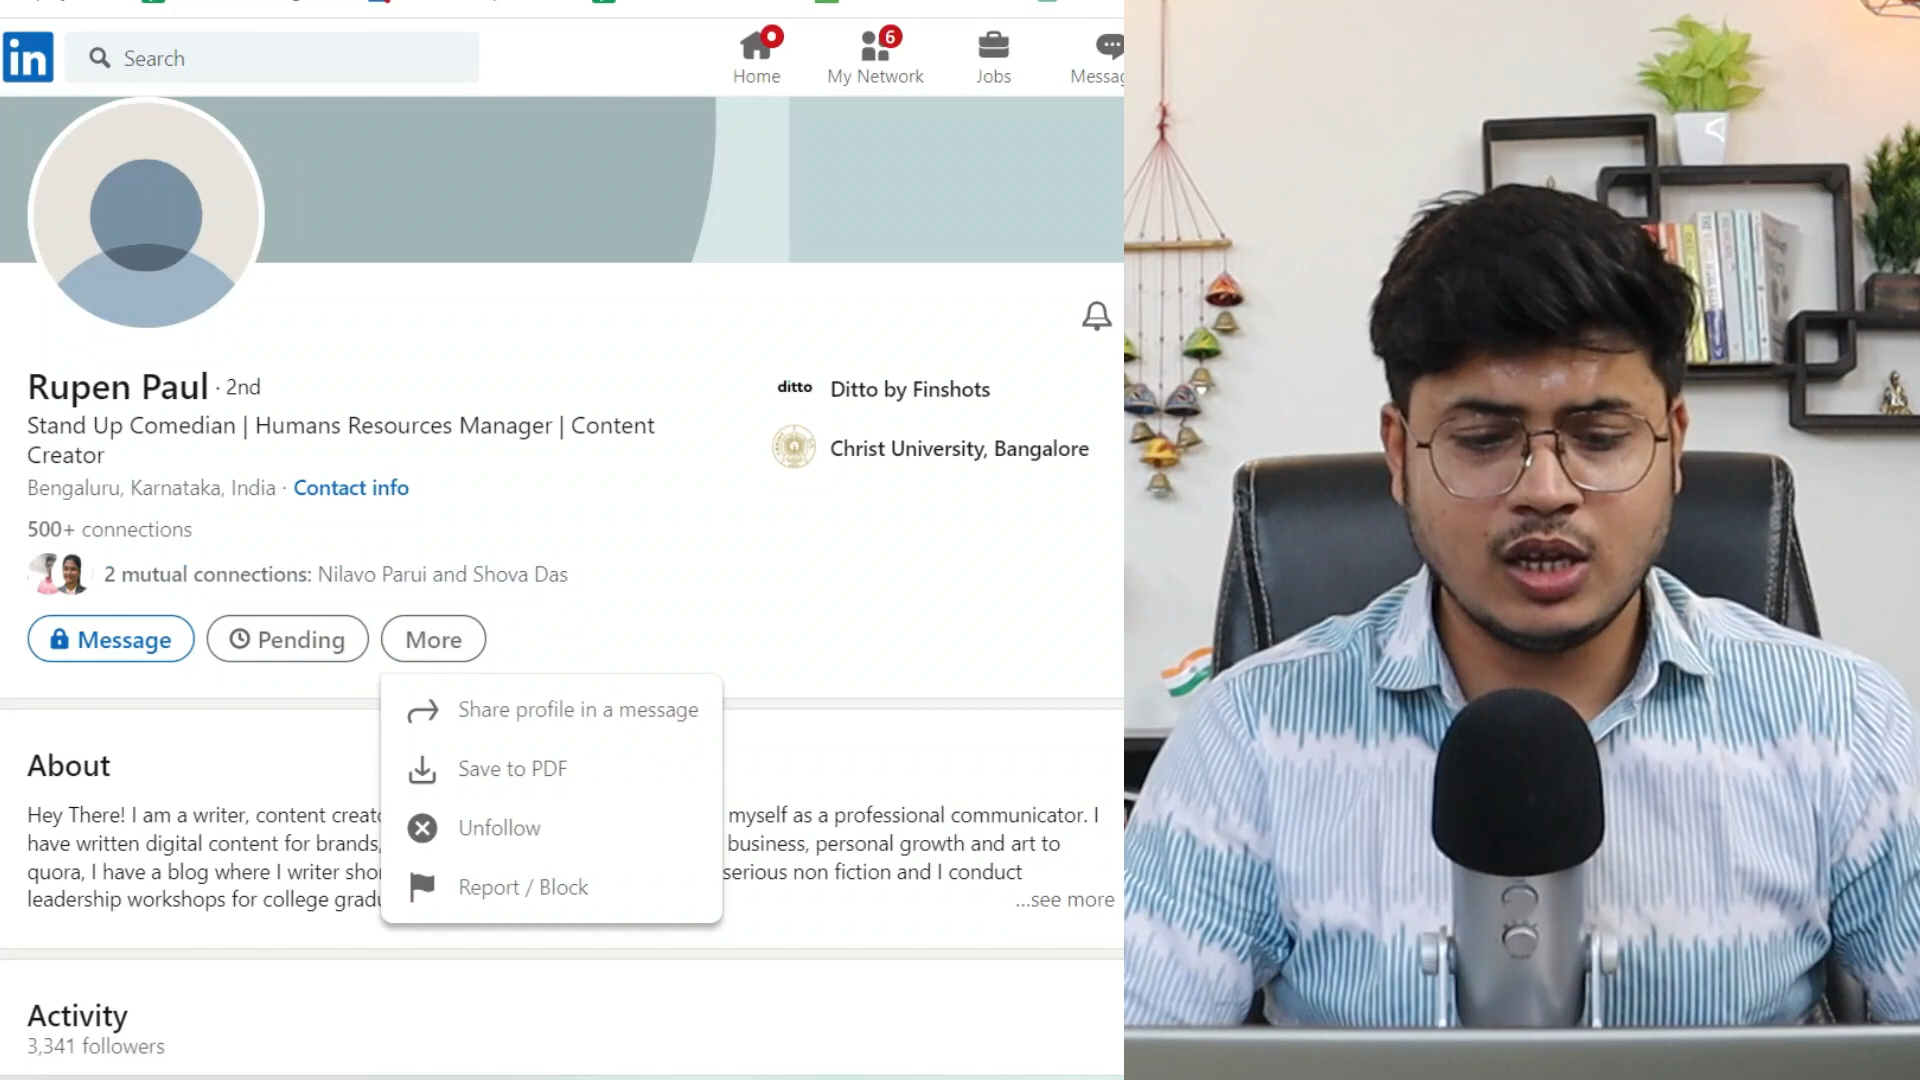 in
Search
Home
6
My Network
Jobs
Messag
Rupen Paul · 2nd
Stand Up Comedian | Humans Resources Manager | Content
Creator
Bengaluru, Karnataka, India · Contact info
500+ connections
2 mutual connections: Nilavo Parui and Shova Das
Message
Pending
More
ditto
Ditto by Finshots
Christ University, Bangalore
Share profile in a message
Save to PDF
Unfollow
Report / Block
About
Hey There! I am a writer, content creato myself as a professional communicator. I
have written digital content for brands, business, personal growth and art to
quora, I have a blog where I writer shor serious non fiction and I conduct
leadership workshops for college gradu ...see more
Activity
3,341 followers